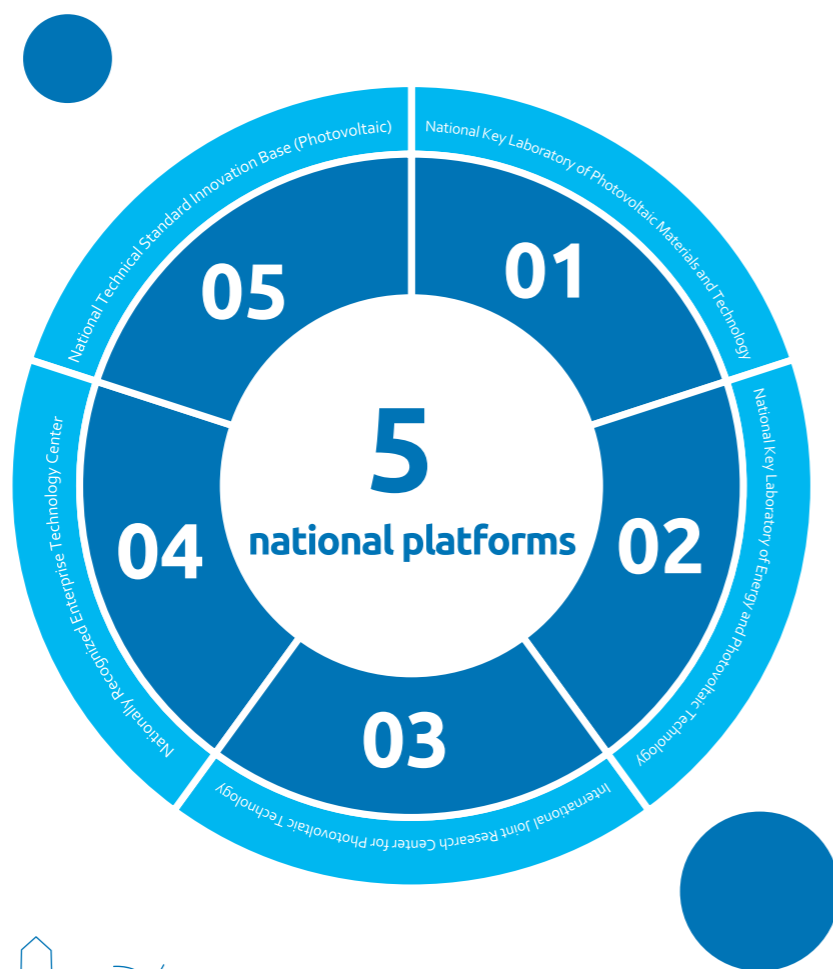 5
national platforms
01
National Key Laboratory of Photovoltaic Materials and Technology
02
National Key Laboratory of Energy and Photovoltaic Technology
03
International Joint Research Center for Photovoltaic Technology
04
Nationally Recognized Enterprise Technology Center
05
National Technical Standard Innovation Base (Photovoltaic)